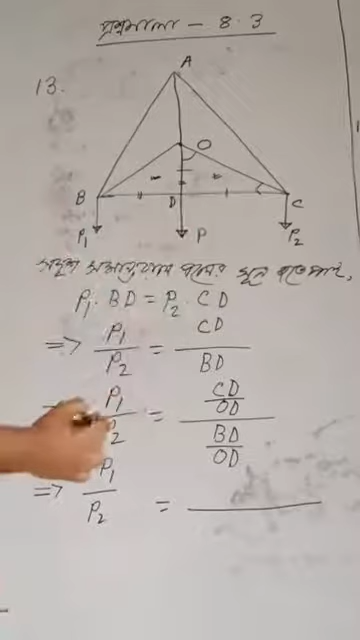 প্রশ্নমালা - 8.3
13.
A
O
B
D
C
P₁
P
P₂
সদৃশ সমান্তরাল বলের সূত্র হতে পাই,
P₁·BD = P₂·CD
=> P₁/P₂ = CD/BD
P₁/P₂ = (CD/OD)/(BD/OD)
=> P₁/P₂ =